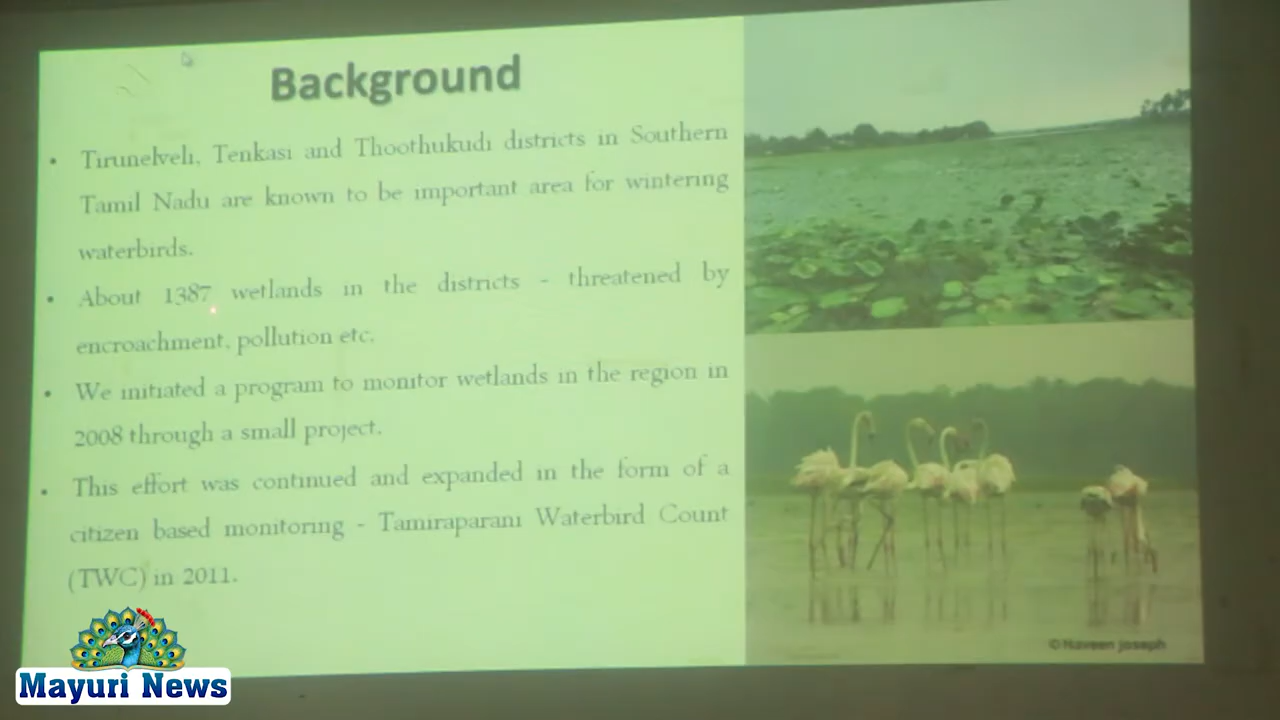 Background
• Tirunelveli, Tenkasi and Thoothukudi districts in Southern
Tamil Nadu are known to be important area for wintering
waterbirds.
• About 1387 wetlands in the districts - threatened by
encroachment, pollution etc.
• We initiated a program to monitor wetlands in the region in
2008 through a small project.
• This effort was continued and expanded in the form of a
citizen based monitoring - Tamiraparani Waterbird Count
(TWC) in 2011.
© Naveen joseph
Mayuri News